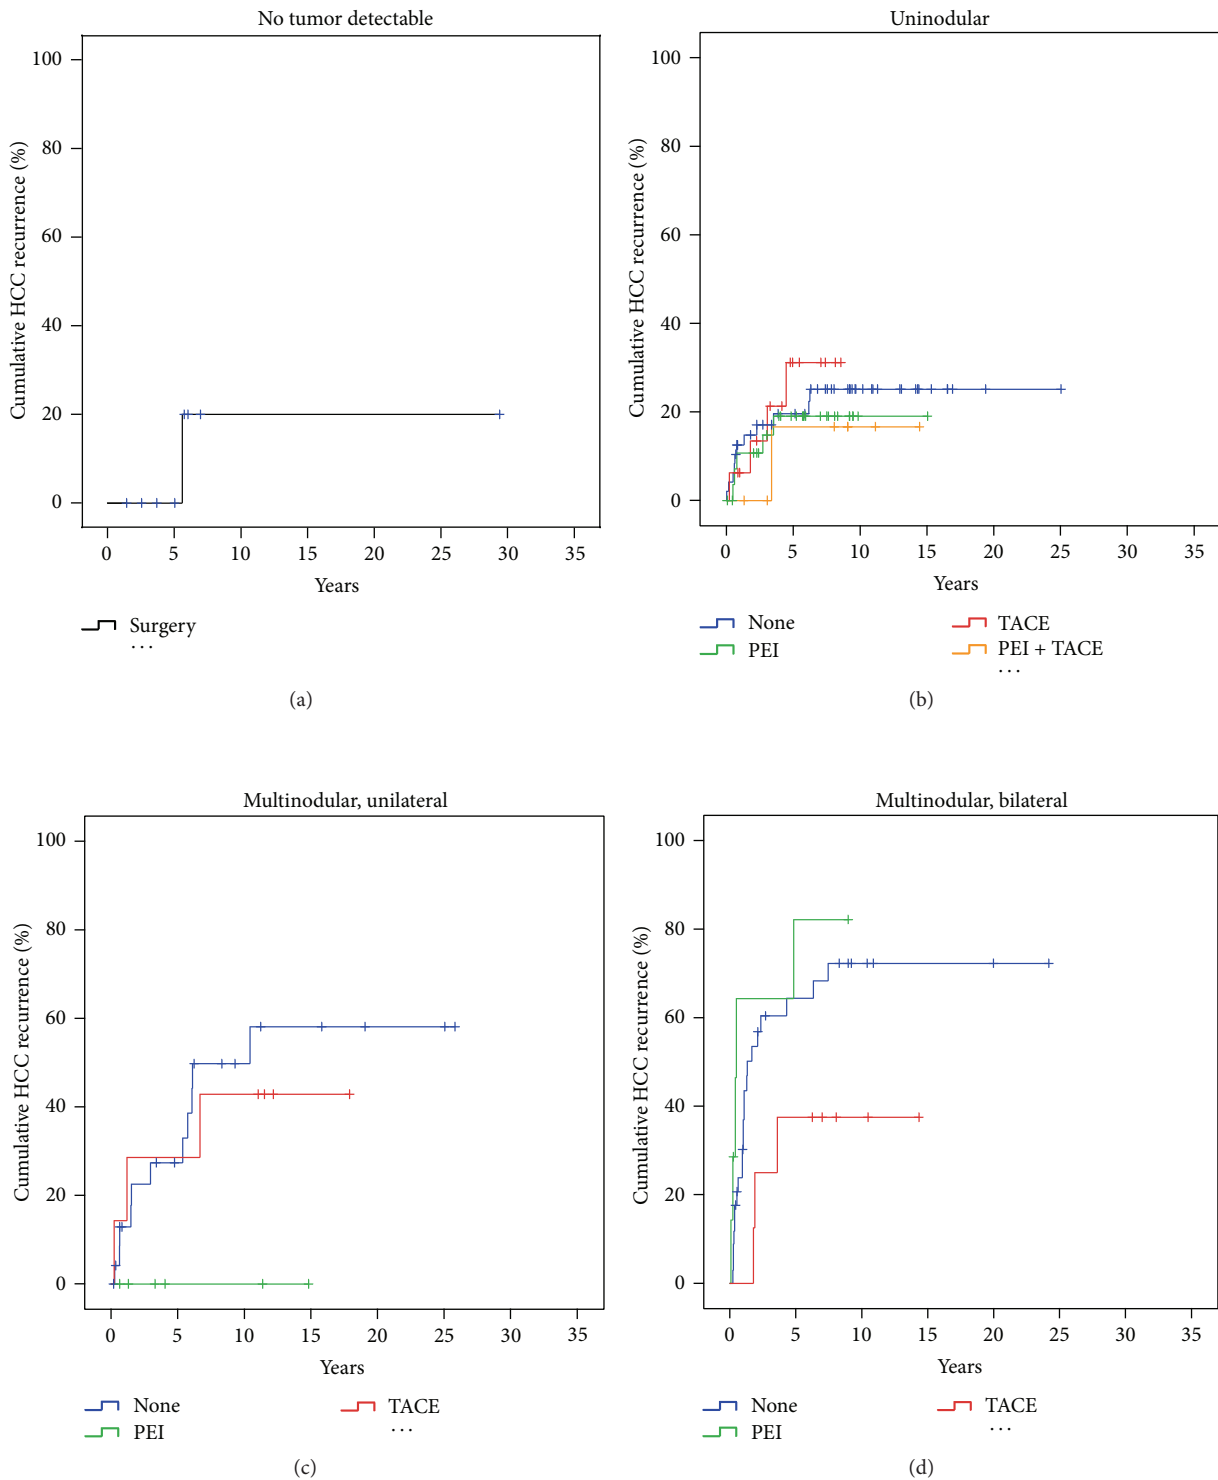 No tumor detectable
Cumulative HCC recurrence (%)
100
80
60
40
20
0
0 5 10 15 20 25 30 35
Years
Surgery
...
(a)
Uninodular
Cumulative HCC recurrence (%)
100
80
60
40
20
0
0 5 10 15 20 25 30 35
Years
None TACE
PEI PEI + TACE
...
(b)
Multinodular, unilateral
Cumulative HCC recurrence (%)
100
80
60
40
20
0
0 5 10 15 20 25 30 35
Years
None TACE
PEI ...
(c)
Multinodular, bilateral
Cumulative HCC recurrence (%)
100
80
60
40
20
0
0 5 10 15 20 25 30 35
Years
None TACE
PEI ...
(d)